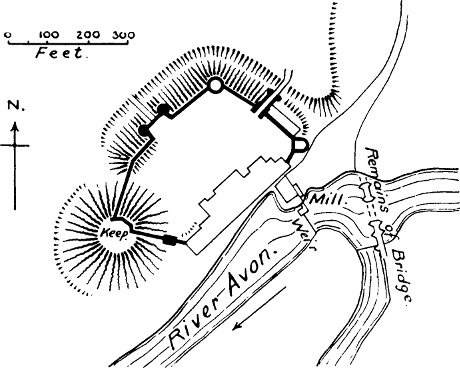 0 100 200 300
Feet.
N.
Keep
Mill.
Weir
Remains of Bridge.
River Avon.